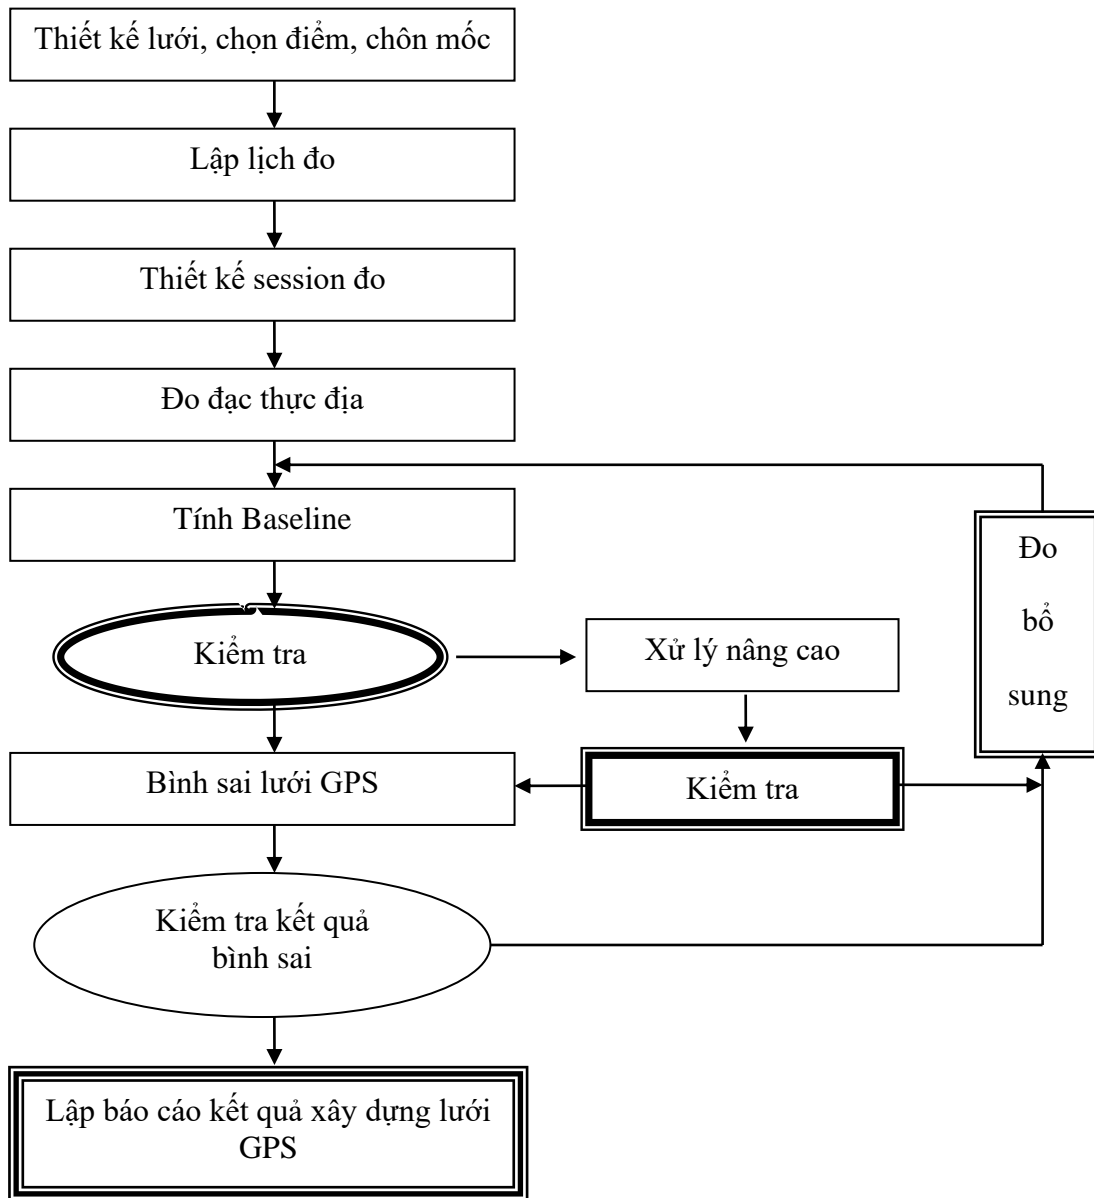 Thiết kế lưới, chọn điểm, chôn mốc
Lập lịch đo
Thiết kế session đo
Đo đạc thực địa
Tính Baseline
Đo
bổ
sung
Kiểm tra
Xử lý nâng cao
Bình sai lưới GPS
Kiểm tra
Kiểm tra kết quả
bình sai
Lập báo cáo kết quả xây dựng lưới
GPS